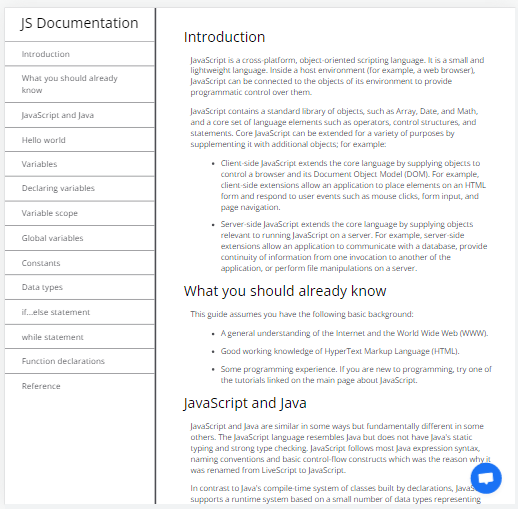 JS Documentation
Introduction
What you should already
know
JavaScript and Java
Hello world
Variables
Declaring variables
Variable scope
Global variables
Constants
Data types
if...else statement
while statement
Function declarations
Reference
Introduction
JavaScript is a cross-platform, object-oriented scripting language. It is a small and
lightweight language. Inside a host environment (for example, a web browser),
JavaScript can be connected to the objects of its environment to provide
programmatic control over them.
JavaScript contains a standard library of objects, such as Array, Date, and Math,
and a core set of language elements such as operators, control structures, and
statements. Core JavaScript can be extended for a variety of purposes by
supplementing it with additional objects; for example:
• Client-side JavaScript extends the core language by supplying objects to
control a browser and its Document Object Model (DOM). For example,
client-side extensions allow an application to place elements on an HTML
form and respond to user events such as mouse clicks, form input, and
page navigation.
• Server-side JavaScript extends the core language by supplying objects
relevant to running JavaScript on a server. For example, server-side
extensions allow an application to communicate with a database, provide
continuity of information from one invocation to another of the
application, or perform file manipulations on a server.
What you should already know
This guide assumes you have the following basic background:
• A general understanding of the Internet and the World Wide Web (WWW).
• Good working knowledge of HyperText Markup Language (HTML).
• Some programming experience. If you are new to programming, try one of
the tutorials linked on the main page about JavaScript.
JavaScript and Java
JavaScript and Java are similar in some ways but fundamentally different in some
others. The JavaScript language resembles Java but does not have Java's static
typing and strong type checking. JavaScript follows most Java expression syntax,
naming conventions and basic control-flow constructs which was the reason why it
was renamed from LiveScript to JavaScript.
In contrast to Java's compile-time system of classes built by declarations,
supports a runtime system based on a small number of data types representing